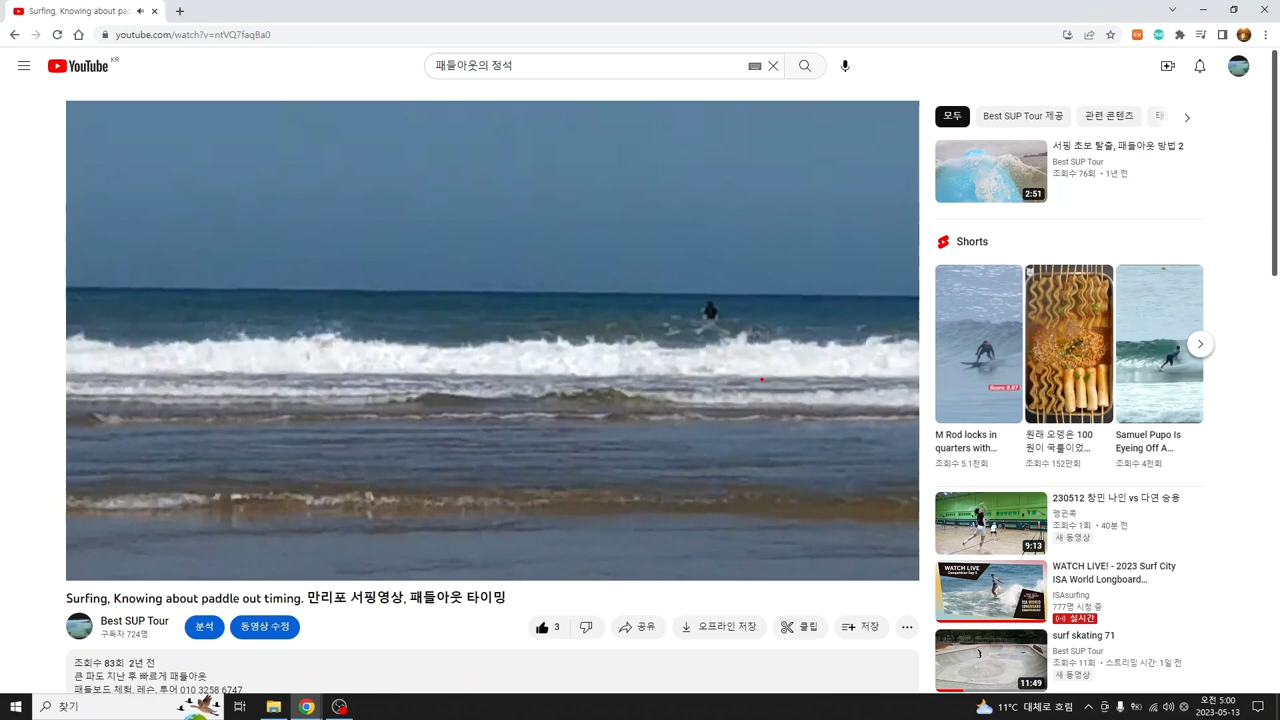 Surfing, Knowing about pad
youtube.com/watch?v=ntVQ7faqBa0
YouTube KR
패들아웃의 정석
모두
Best SUP Tour 제공
관련 콘텐츠
서핑 초보 탈출, 패들아웃 방법 2
Best SUP Tour
조회수 76회 • 1년 전
2:51
Shorts
Score: 8.07
M Rod locks in quarters with…
조회수 5.1천회
원래 오뎅은 100원이 국룰이었…
조회수 152만회
Samuel Pupo Is Eyeing Off A…
조회수 4천회
230512 창민 나인 vs 다연 승용
조회수 1회 • 40분 전
새 동영상
9:13
WATCH LIVE
WATCH LIVE! - 2023 Surf City
ISA World Longboard…
ISAsurfing
777명 시청 중
실시간
surf skating 71
Best SUP Tour
조회수 11회 • 스트리밍 시간: 1일 전
새 동영상
11:49
Surfing, Knowing about paddle out timing. 만리포 서핑영상, 패들아웃 타이밍
Best SUP Tour
구독자 724명
분석
동영상 수정
3
공유
오프라인 저장
클립
저장
조회수 83회 2년 전
큰 파도 지난 후 빠르게 패들아웃
패들보드 체험, 레슨, 투어 010 3258 6747
찾기
11°C 대체로 흐림
오전 5:00
2023-05-13